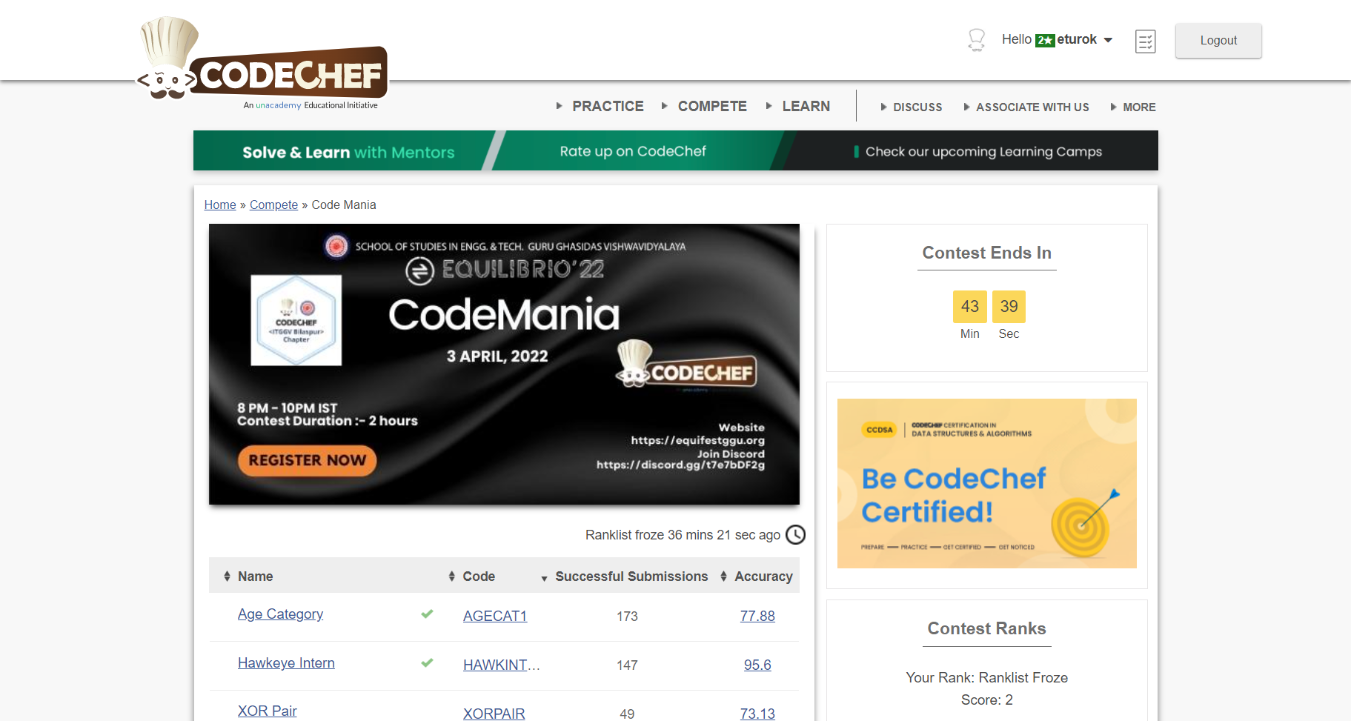 Hello 2★ eturok
Logout
CODECHEF
An unacademy Educational Initiative
PRACTICE COMPETE LEARN DISCUSS ASSOCIATE WITH US MORE
Solve & Learn with Mentors
Rate up on CodeChef
Check our upcoming Learning Camps
Home » Compete » Code Mania
SCHOOL OF STUDIES IN ENGG. & TECH. GURU GHASIDAS VISHWAVIDYALAYA
EQUILIBRIO'22
CODECHEF
<ITGGV Bilaspur>
Chapter
CodeMania
3 APRIL, 2022
CODECHEF
8 PM - 10PM IST
Contest Duration :- 2 hours
REGISTER NOW
Website
https://equifestggu.org
Join Discord
https://discord.gg/t7e7bDF2g
Ranklist froze 36 mins 21 sec ago
Name Code Successful Submissions Accuracy
Age Category AGECAT1 173 77.88
Hawkeye Intern HAWKINT... 147 95.6
XOR Pair XORPAIR 49 73.13
Contest Ends In
43 39
Min Sec
CCDSA
CODECHEF CERTIFICATION IN
DATA STRUCTURES & ALGORITHMS
Be CodeChef
Certified!
PREPARE — PRACTICE — GET CERTIFIED — GET NOTICED
Contest Ranks
Your Rank: Ranklist Froze
Score: 2